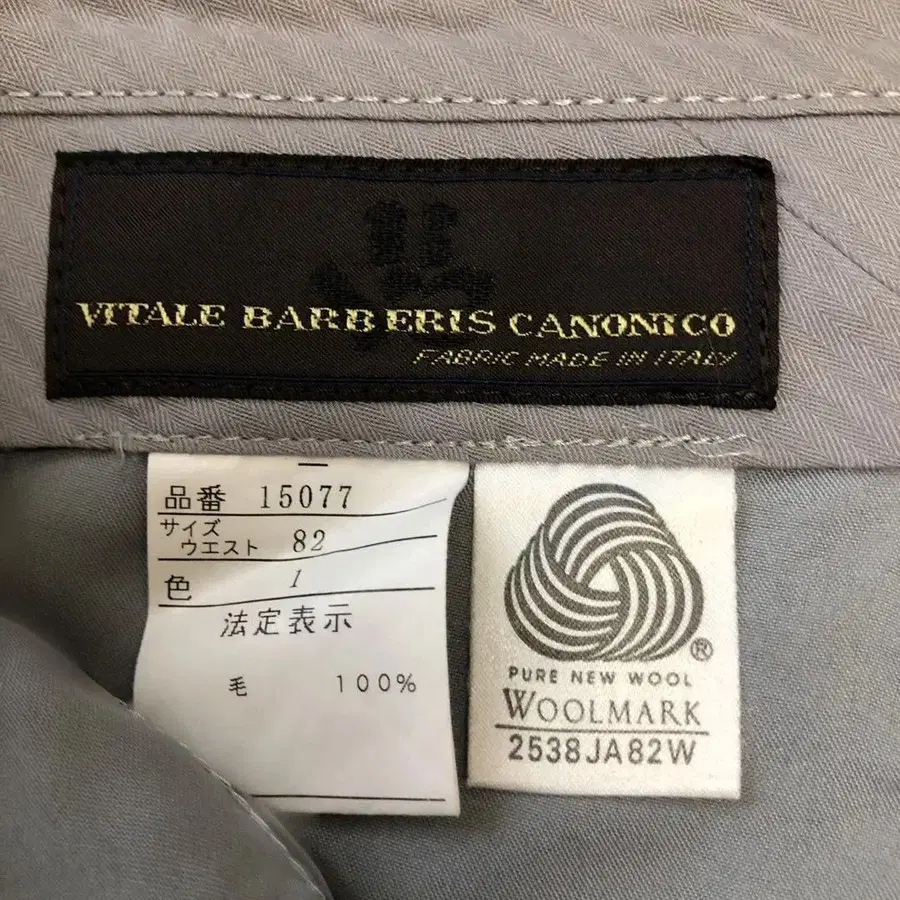 VITALE BARBERIS CANONICO
FABRIC MADE IN ITALY
品番 15077
サイズ
ウエスト 82
色 1
法定表示
毛 100%
®
PURE NEW WOOL
WOOLMARK
2538JA82W